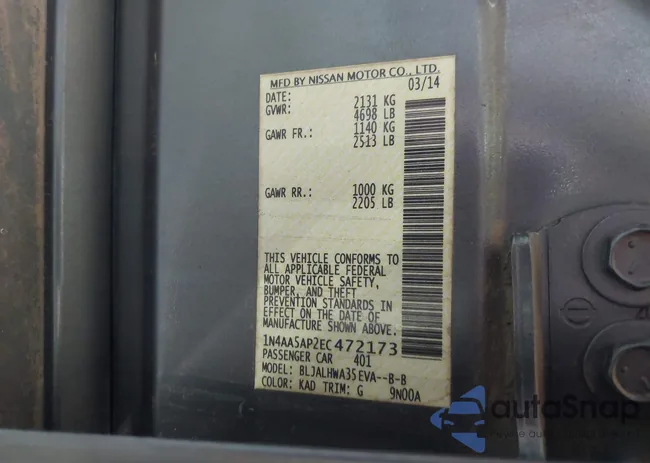 MFD BY NISSAN MOTOR CO., LTD.
DATE: 03/14
GVWR: 2131 KG
4698 LB
GAWR FR.: 1140 KG
2513 LB
GAWR RR.: 1000 KG
2205 LB
THIS VEHICLE CONFORMS TO
ALL APPLICABLE FEDERAL
MOTOR VEHICLE SAFETY,
BUMPER, AND THEFT
PREVENTION STANDARDS IN
EFFECT ON THE DATE OF
MANUFACTURE SHOWN ABOVE.
1N4AA5AP2EC472173
PASSENGER CAR 401
MODEL: BLJALHWA35EVA--B-B
COLOR: KAD TRIM: G 9N00A
autoSnap